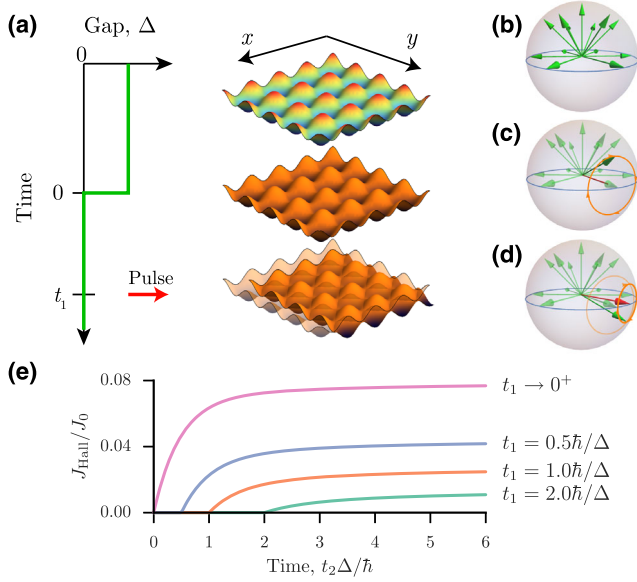 (a)
Gap, Δ
0
x
y
Time
0
t₁
Pulse
(b)
(c)
(d)
(e)
J_Hall/J₀
0.08
0.04
0.00
0 1 2 3 4 5 6
Time, t₂Δ/ħ
t₁ → 0⁺
t₁ = 0.5ħ/Δ
t₁ = 1.0ħ/Δ
t₁ = 2.0ħ/Δ